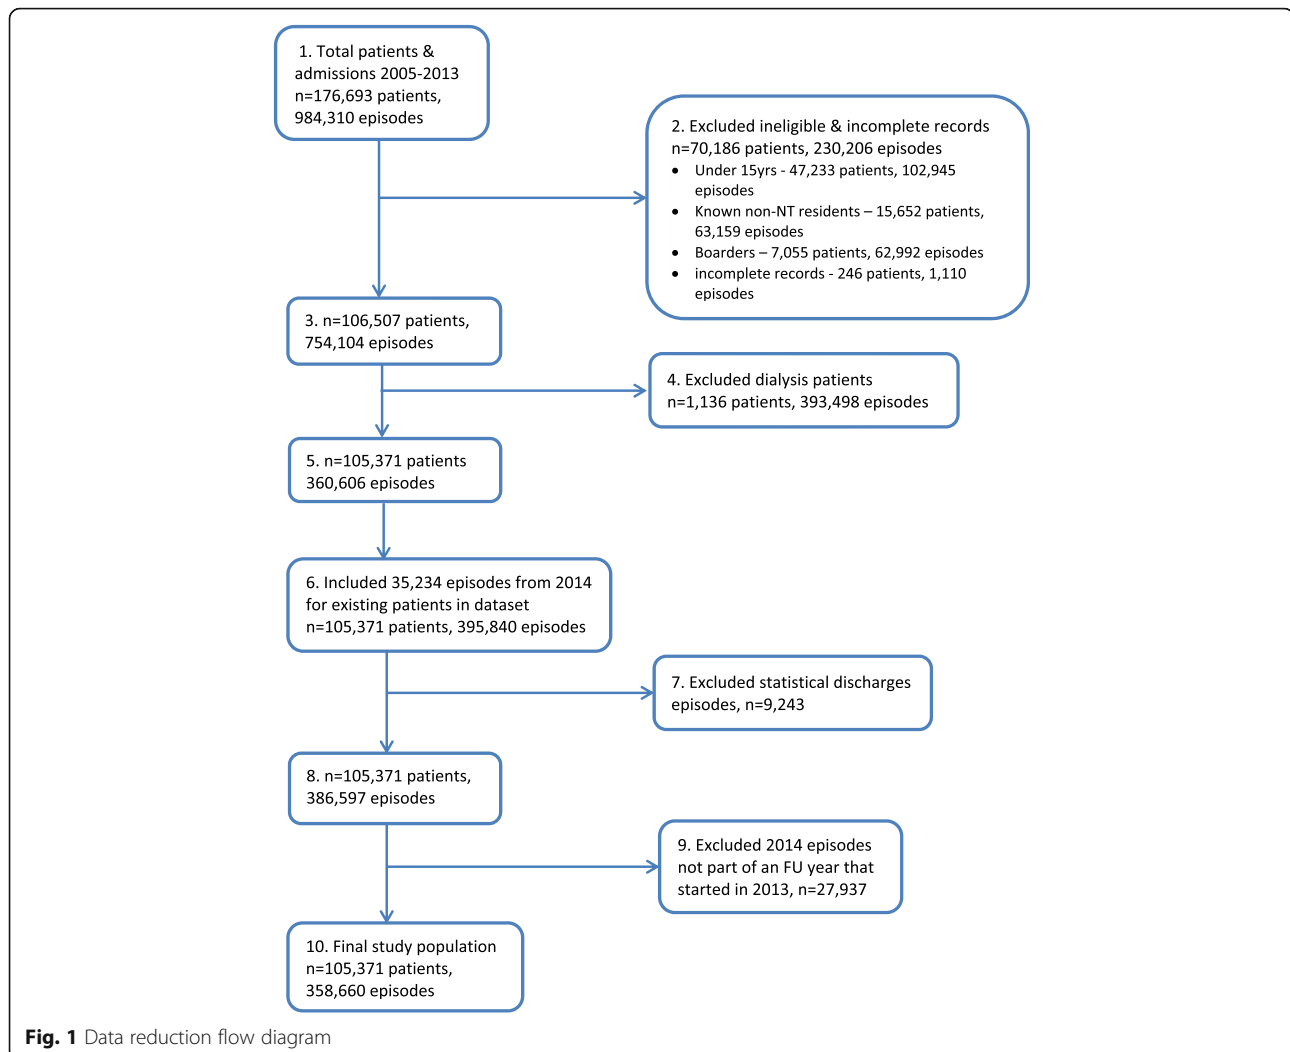 1. Total patients &
admissions 2005-2013
n=176,693 patients,
984,310 episodes
2. Excluded ineligible & incomplete records
n=70,186 patients, 230,206 episodes
• Under 15yrs - 47,233 patients, 102,945
episodes
• Known non-NT residents – 15,652 patients,
63,159 episodes
• Boarders – 7,055 patients, 62,992 episodes
• incomplete records - 246 patients, 1,110
episodes
3. n=106,507 patients,
754,104 episodes
4. Excluded dialysis patients
n=1,136 patients, 393,498 episodes
5. n=105,371 patients
360,606 episodes
6. Included 35,234 episodes from 2014
for existing patients in dataset
n=105,371 patients, 395,840 episodes
7. Excluded statistical discharges
episodes, n=9,243
8. n=105,371 patients,
386,597 episodes
9. Excluded 2014 episodes
not part of an FU year that
started in 2013, n=27,937
10. Final study population
n=105,371 patients,
358,660 episodes
Fig. 1 Data reduction flow diagram